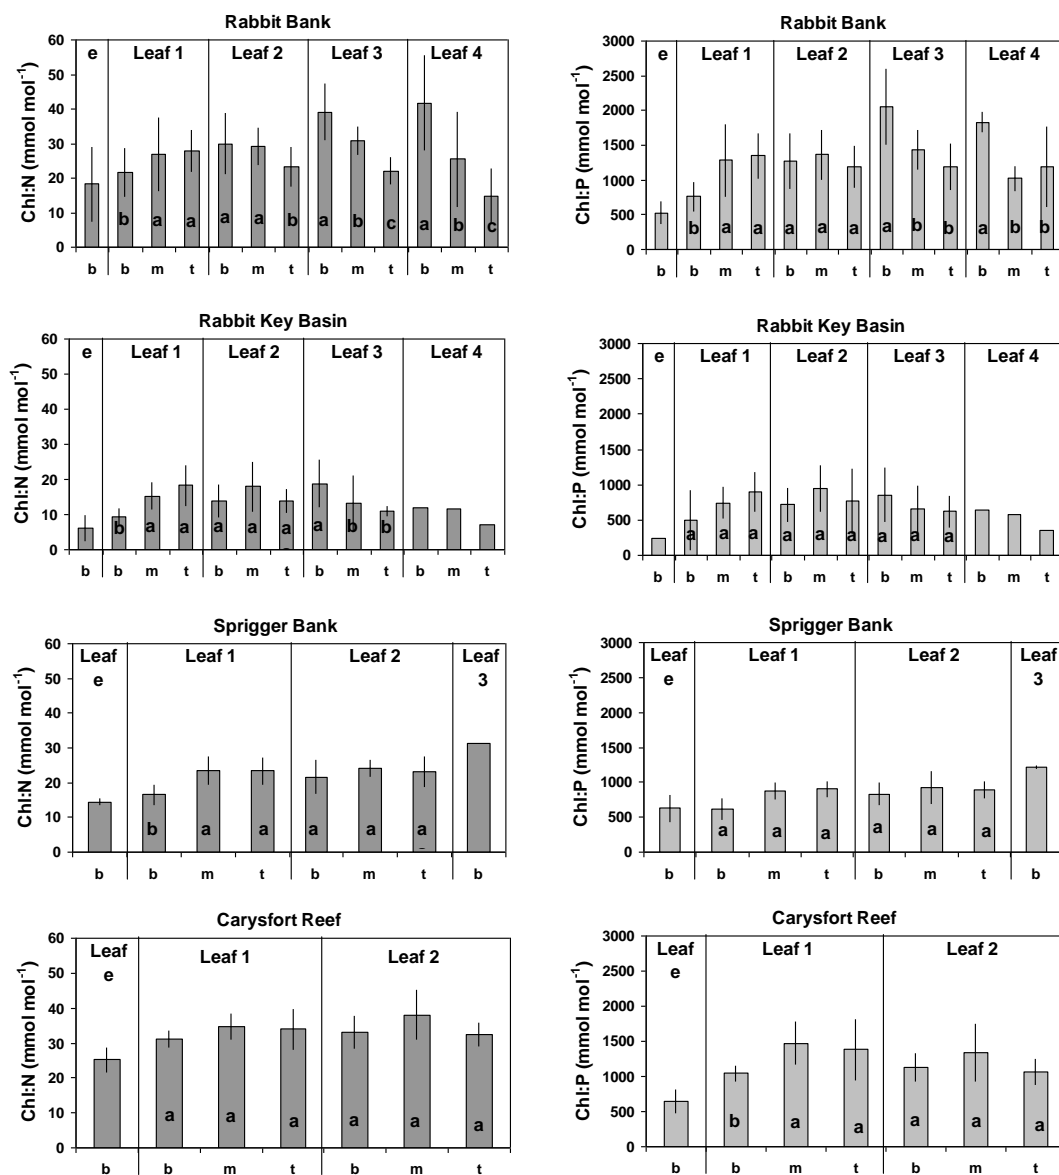 Rabbit Bank
Chl:N (mmol mol⁻¹)
60
50
40
30
20
10
0
e
Leaf 1
Leaf 2
Leaf 3
Leaf 4
b a a a a b a b c a b c
b b m t b m t b m t b m t
Rabbit Bank
Chl:P (mmol mol⁻¹)
3000
2500
2000
1500
1000
500
0
e
Leaf 1
Leaf 2
Leaf 3
Leaf 4
b a a a a a a b b a b b
b b m t b m t b m t b m t
Rabbit Key Basin
Chl:N (mmol mol⁻¹)
60
50
40
30
20
10
0
e
Leaf 1
Leaf 2
Leaf 3
Leaf 4
b a a a a a a b b
b b m t b m t b m t b m t
Rabbit Key Basin
Chl:P (mmol mol⁻¹)
3000
2500
2000
1500
1000
500
0
e
Leaf 1
Leaf 2
Leaf 3
Leaf 4
a a a a a a a a a
b b m t b m t b m t b m t
Sprigger Bank
Chl:N (mmol mol⁻¹)
60
50
40
30
20
10
0
Leaf
e
Leaf 1
Leaf 2
Leaf
3
b a a a a a
b b m t b m t b
Sprigger Bank
Chl:P (mmol mol⁻¹)
3000
2500
2000
1500
1000
500
0
Leaf
e
Leaf 1
Leaf 2
Leaf
3
a a a a a a
b b m t b m t b
Carysfort Reef
Chl:N (mmol mol⁻¹)
60
50
40
30
20
10
0
Leaf
e
Leaf 1
Leaf 2
a a a a a a
b b m t b m t
Carysfort Reef
Chl:P (mmol mol⁻¹)
3000
2500
2000
1500
1000
500
0
Leaf
e
Leaf 1
Leaf 2
b a a a a a
b b m t b m t